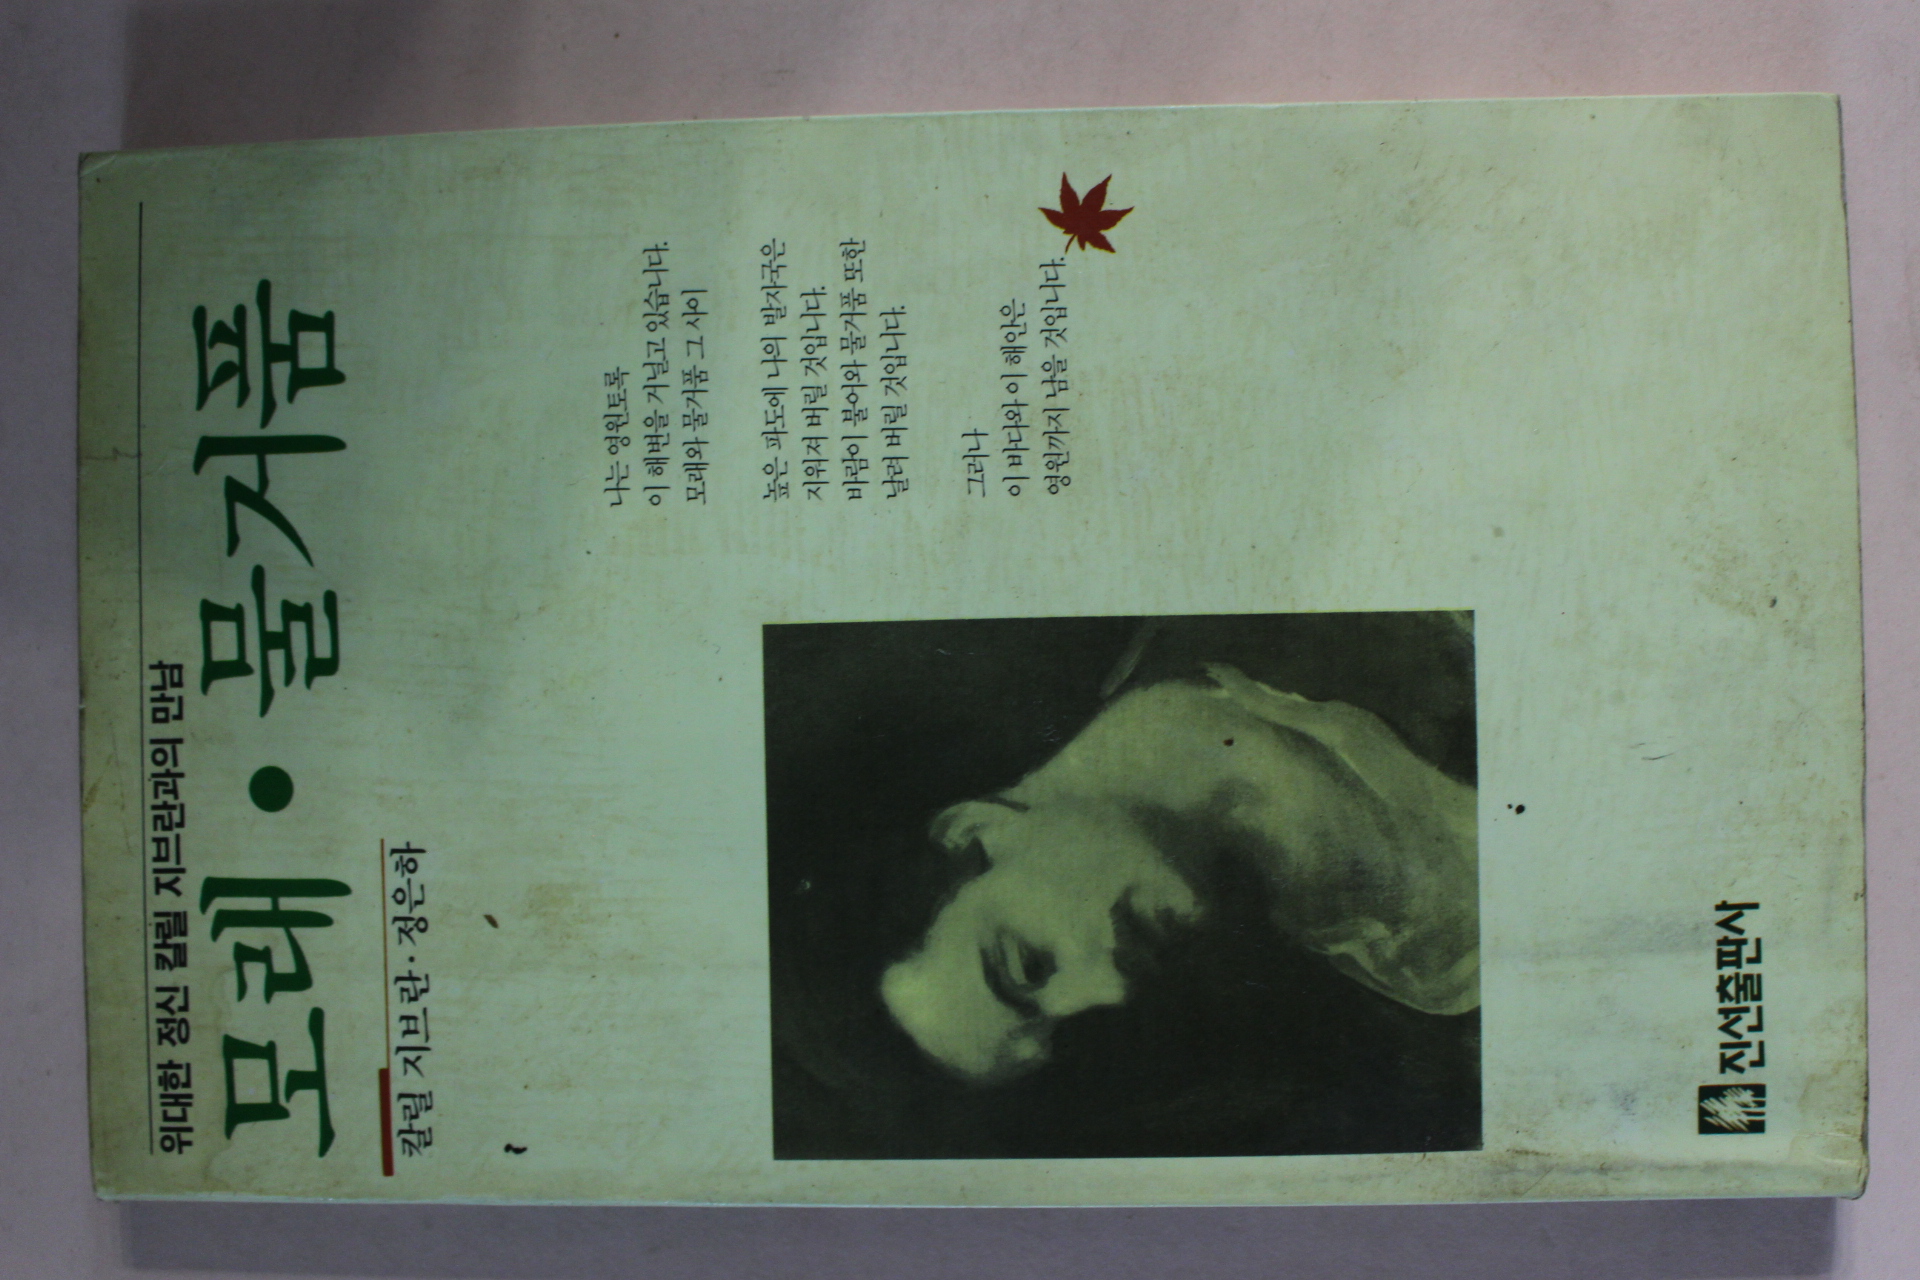 위대한 정신 칼릴 지브란과의 만남
모래·물거품
칼릴 지브란·정은하
나는 영원토록
이 해변을 거닐고 있습니다.
모래와 물거품 그 사이
높은 파도에 나의 발자국은
지워져 버릴 것입니다.
바람이 불어와 물거품 또한
날려 버릴 것입니다.
그러나
이 바다와 이 해안은
영원까지 남을 것입니다.
진선출판사